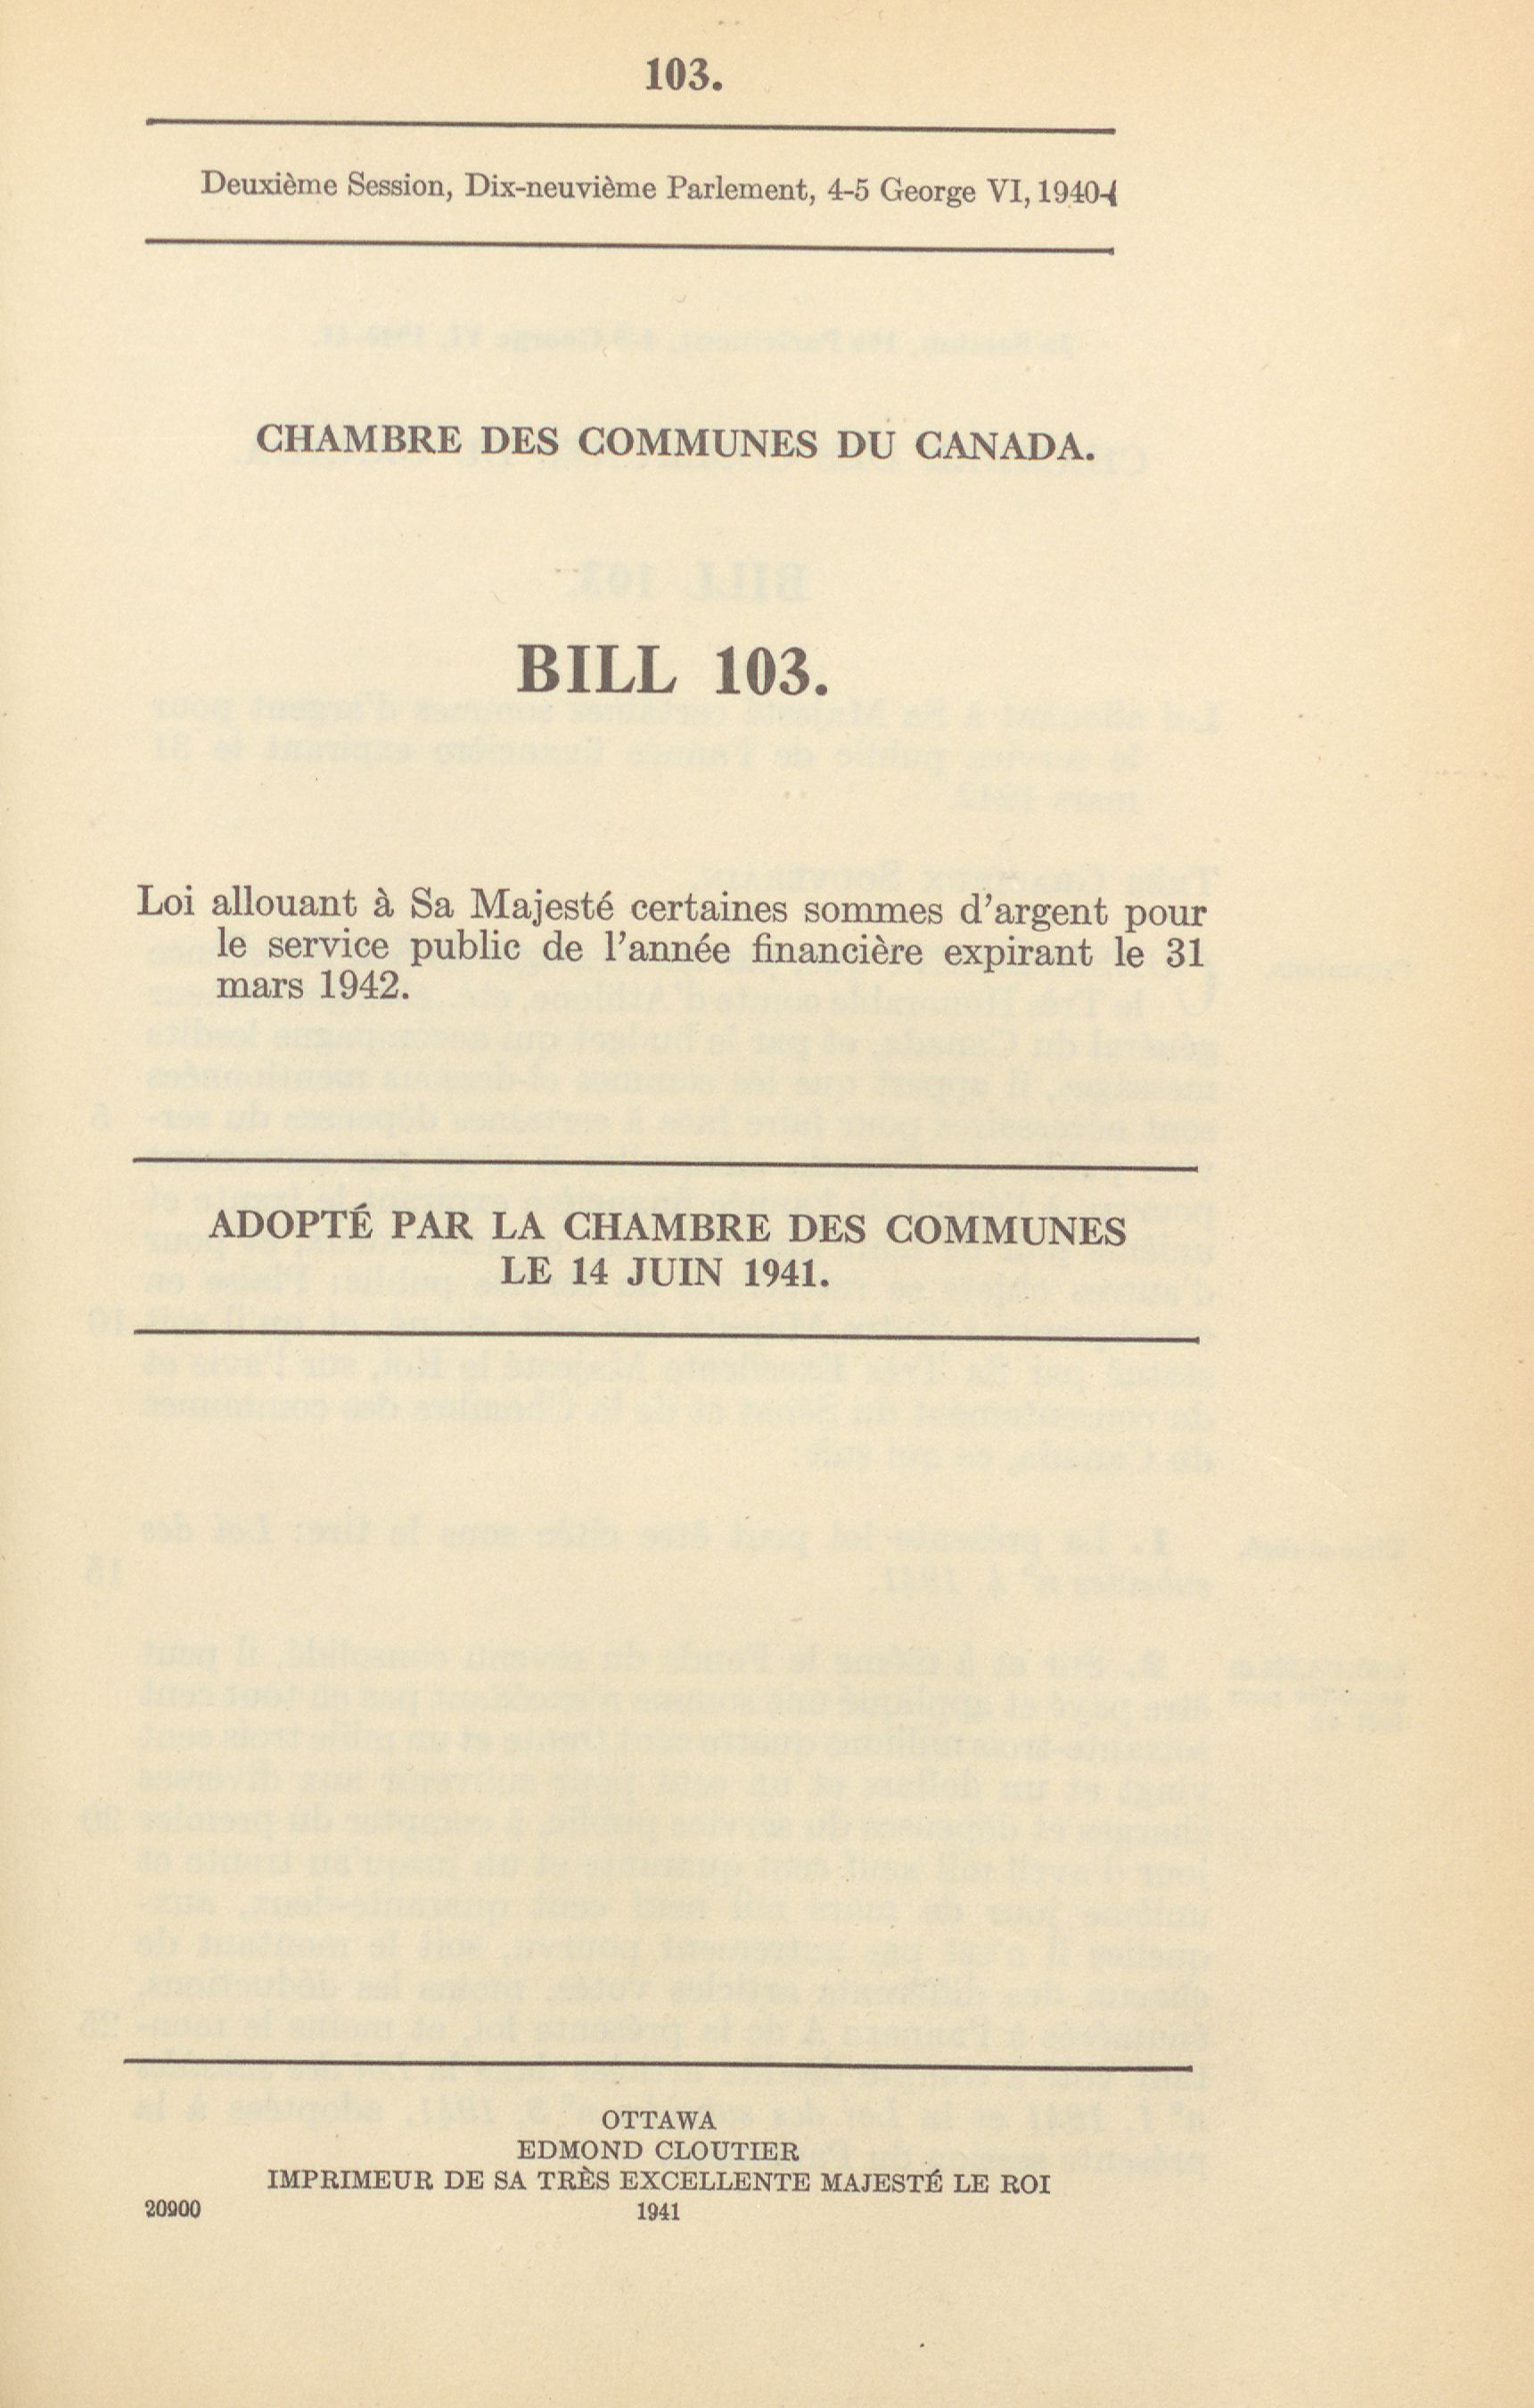 103.
Deuxième Session, Dix-neuvième Parlement, 4-5 George VI, 1940-4
CHAMBRE DES COMMUNES DU CANADA.
BILL 103.
Loi allouant à Sa Majesté certaines sommes d'argent pour
le service public de l'année financière expirant le 31
mars 1942.
ADOPTÉ PAR LA CHAMBRE DES COMMUNES
LE 14 JUIN 1941.
OTTAWA
EDMOND CLOUTIER
IMPRIMEUR DE SA TRÈS EXCELLENTE MAJESTÉ LE ROI
20900 1941